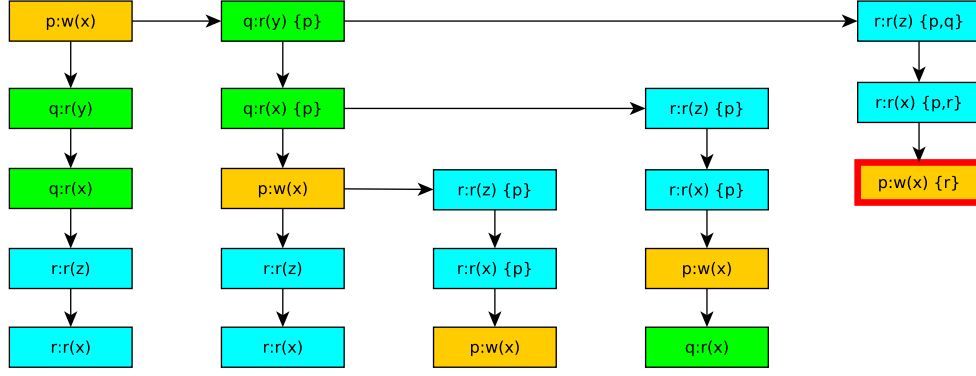 p:w(x)
q:r(y) {p}
r:r(z) {p,q}
q:r(y)
q:r(x) {p}
r:r(z) {p}
r:r(x) {p,r}
q:r(x)
p:w(x)
r:r(z) {p}
r:r(x) {p}
p:w(x) {r}
r:r(z)
r:r(z)
r:r(x) {p}
p:w(x)
r:r(x)
r:r(x)
p:w(x)
q:r(x)